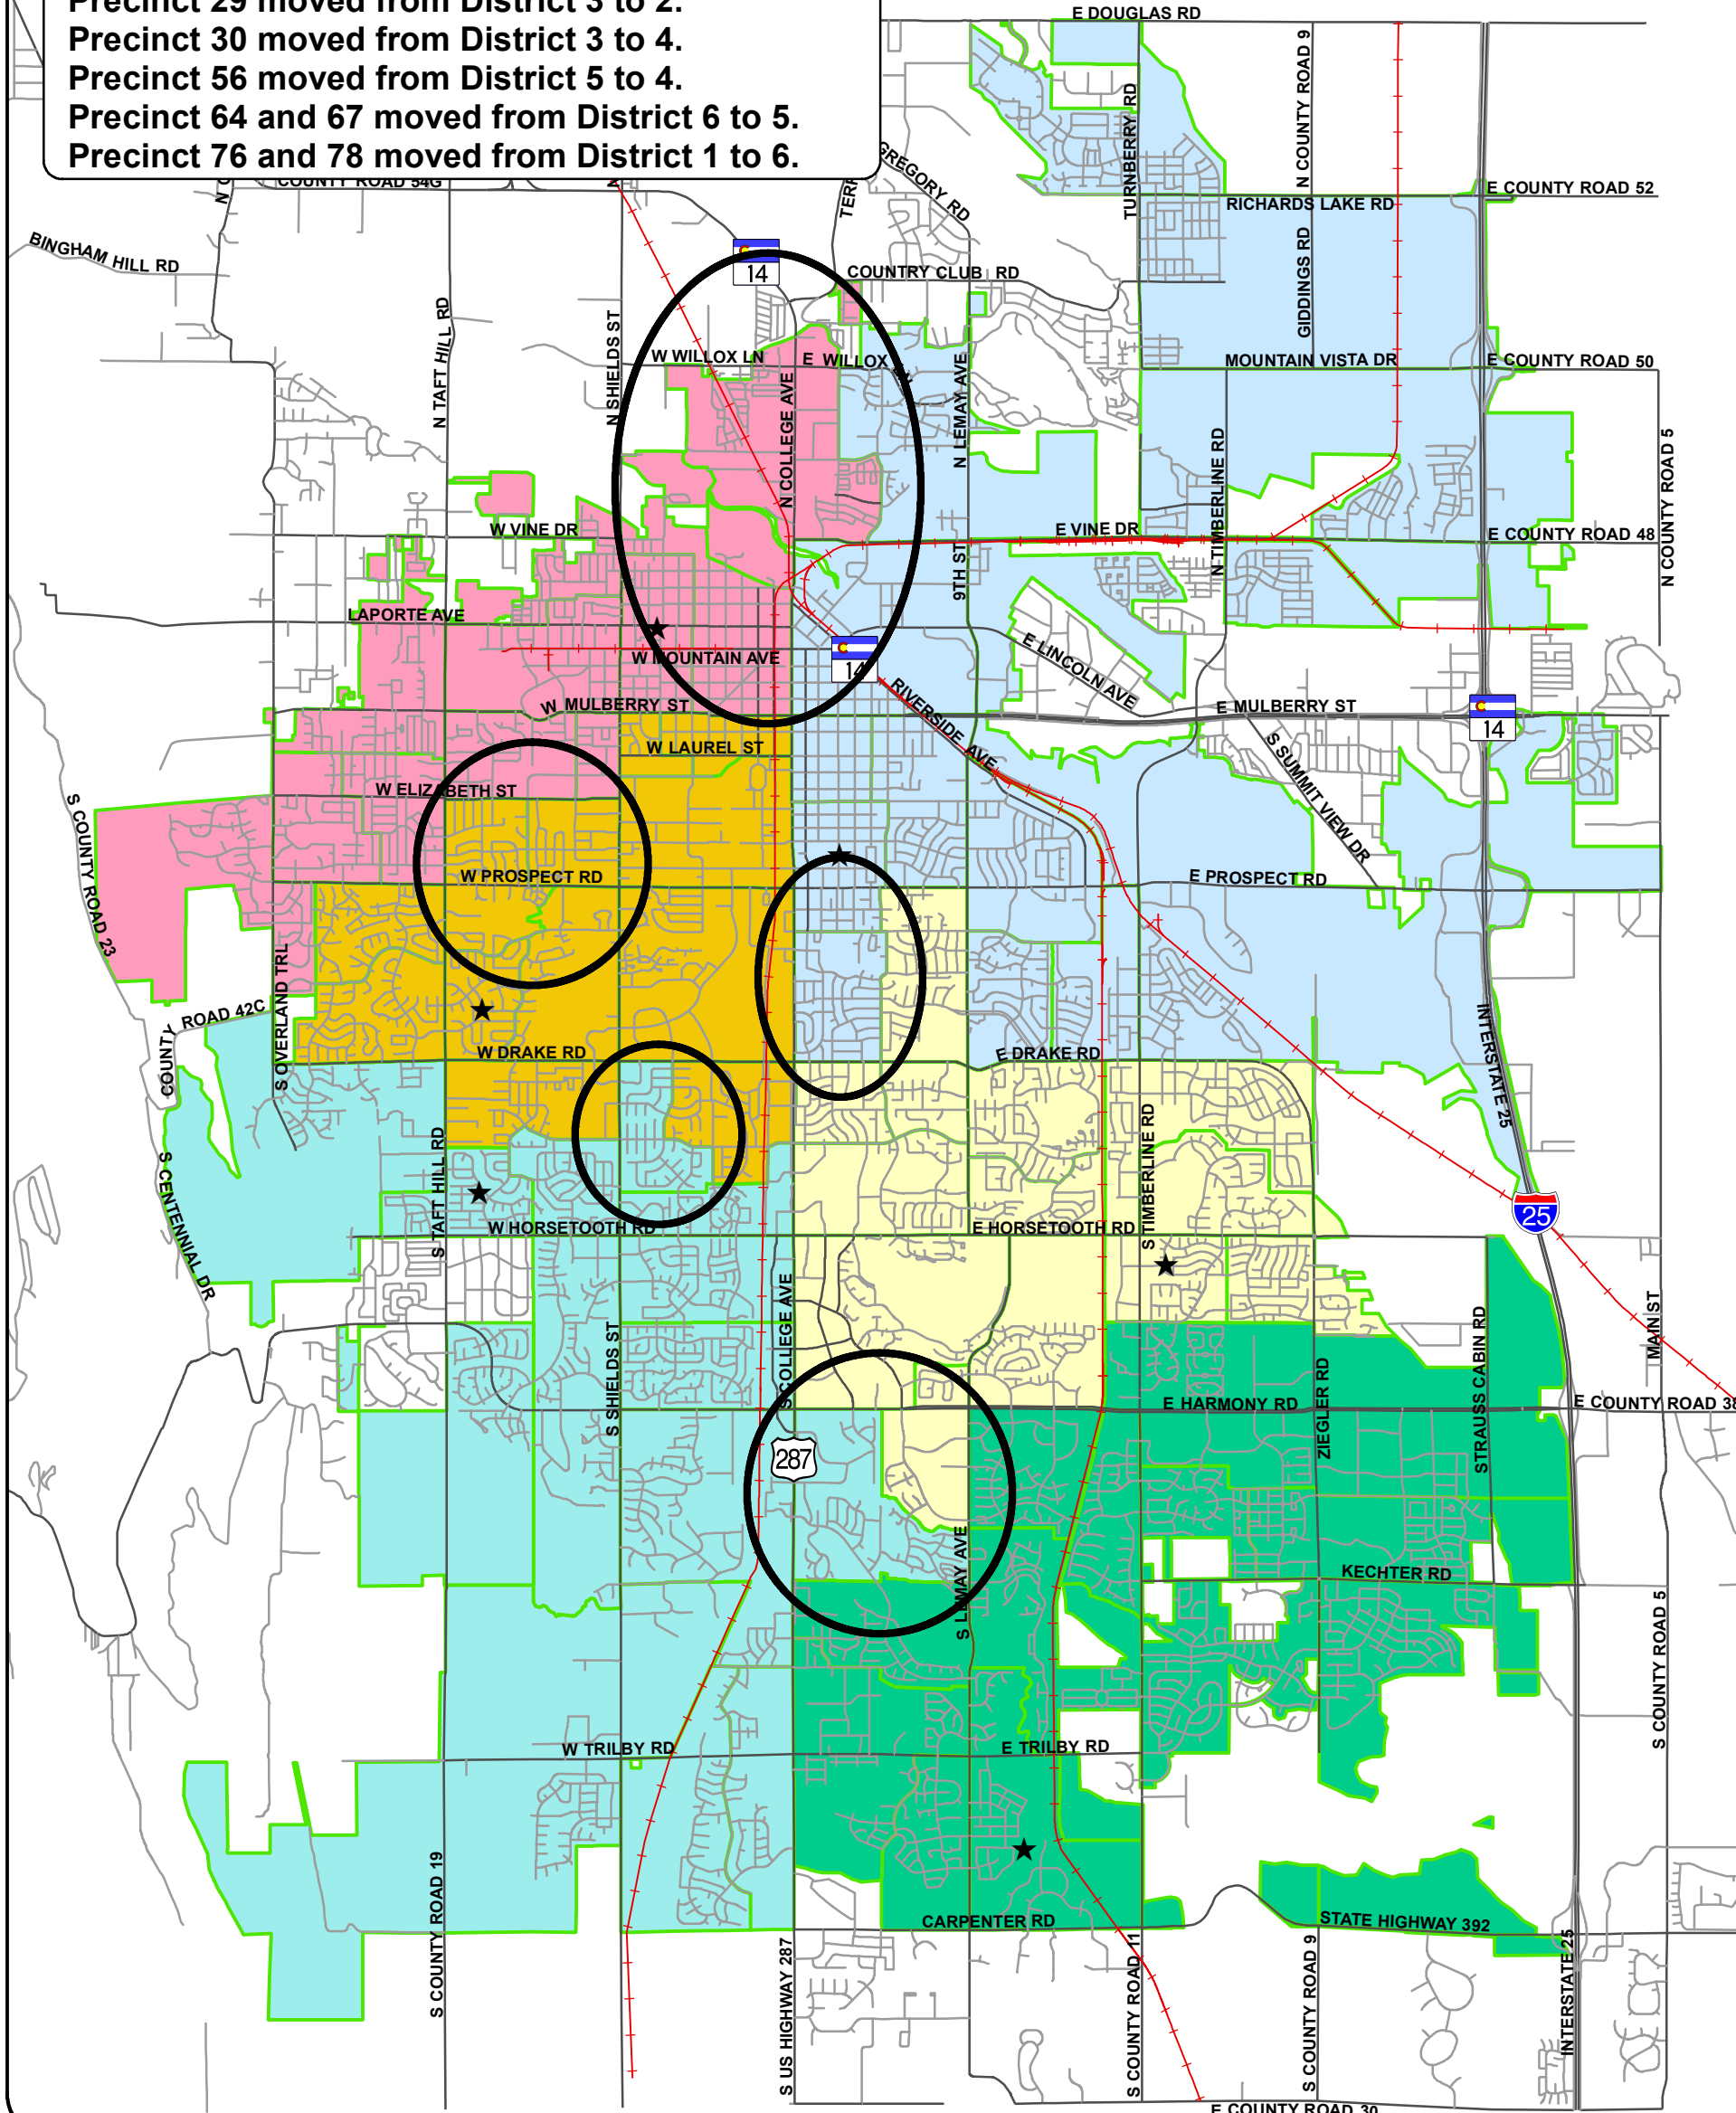 Precinct 29 moved from District 3 to 2.
Precinct 30 moved from District 3 to 4.
Precinct 56 moved from District 5 to 4.
Precinct 64 and 67 moved from District 6 to 5.
Precinct 76 and 78 moved from District 1 to 6.
E DOUGLAS RD
N COUNTY ROAD 9
TURNBERRY RD
GREGORY RD
COUNTY ROAD 54G
E COUNTY ROAD 52
RICHARDS LAKE RD
BINGHAM HILL RD
14
COUNTRY CLUB RD
GIDDINGS RD
N TAFT HILL RD
N SHIELDS ST
W WILLOX LN
E WILLOX LN
MOUNTAIN VISTA DR
E COUNTY ROAD 50
N COLLEGE AVE
N LEMAY AVE
N TIMBERLINE RD
N COUNTY ROAD 5
W VINE DR
E VINE DR
E COUNTY ROAD 48
9TH ST
LAPORTE AVE
W MOUNTAIN AVE
14
E LINCOLN AVE
W MULBERRY ST
RIVERSIDE AVE
E MULBERRY ST
14
W LAUREL ST
S SUMMIT VIEW DR
W ELIZABETH ST
S COUNTY ROAD 23
W PROSPECT RD
E PROSPECT RD
S OVERLAND TRL
COUNTY ROAD 42C
INTERSTATE 25
W DRAKE RD
E DRAKE RD
S TAFT HILL RD
S TIMBERLINE RD
S CENTENNIAL DR
25
W HORSETOOTH RD
E HORSETOOTH RD
S COLLEGE AVE
S SHIELDS ST
MAIN ST
STRAUSS CABIN RD
ZIEGLER RD
E HARMONY RD
E COUNTY ROAD 38
287
S LEMAY AVE
KECHTER RD
S COUNTY ROAD 5
W TRILBY RD
E TRILBY RD
S COUNTY ROAD 19
CARPENTER RD
STATE HIGHWAY 392
S US HIGHWAY 287
S COUNTY ROAD 11
S COUNTY ROAD 9
INTERSTATE 25
E COUNTY ROAD 30